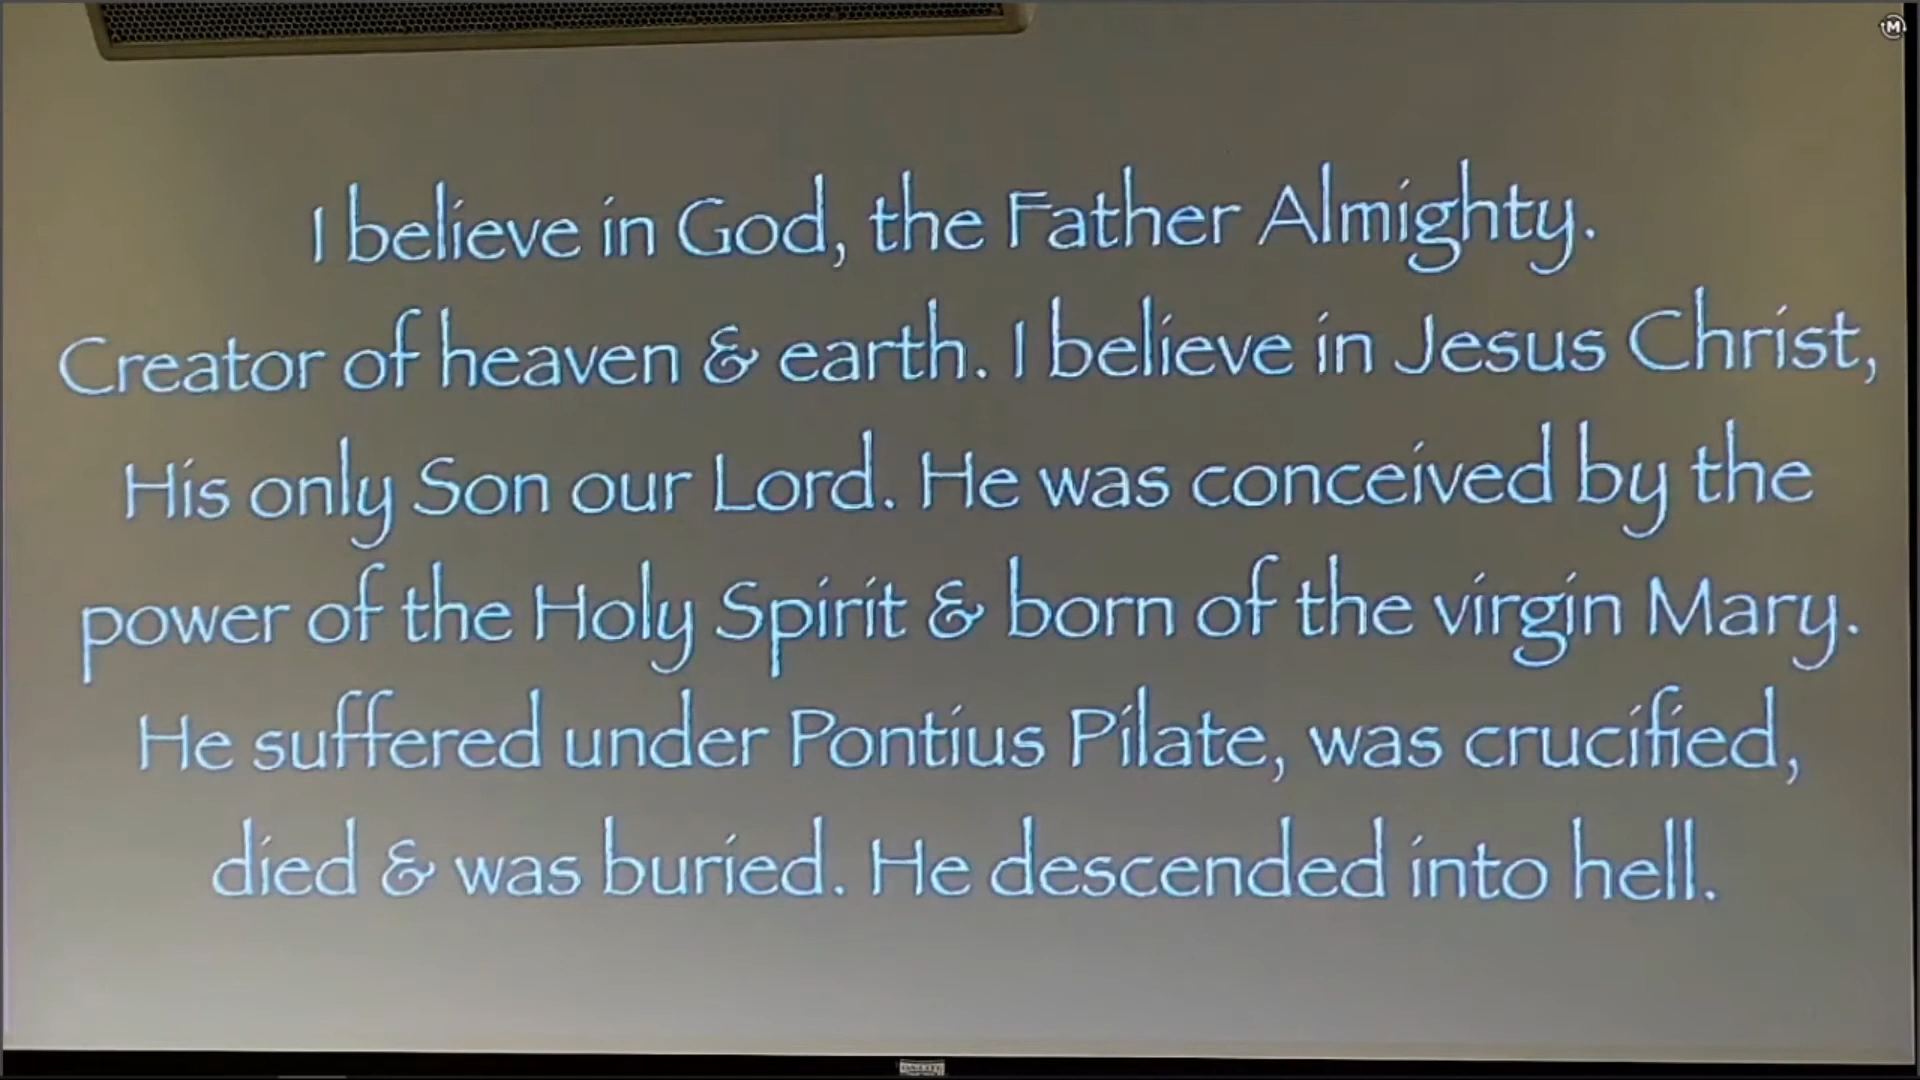 I believe in God, the Father Almighty.
Creator of heaven & earth. I believe in Jesus Christ,
His only Son our Lord. He was conceived by the
power of the Holy Spirit & born of the virgin Mary.
He suffered under Pontius Pilate, was crucified,
died & was buried. He descended into hell.